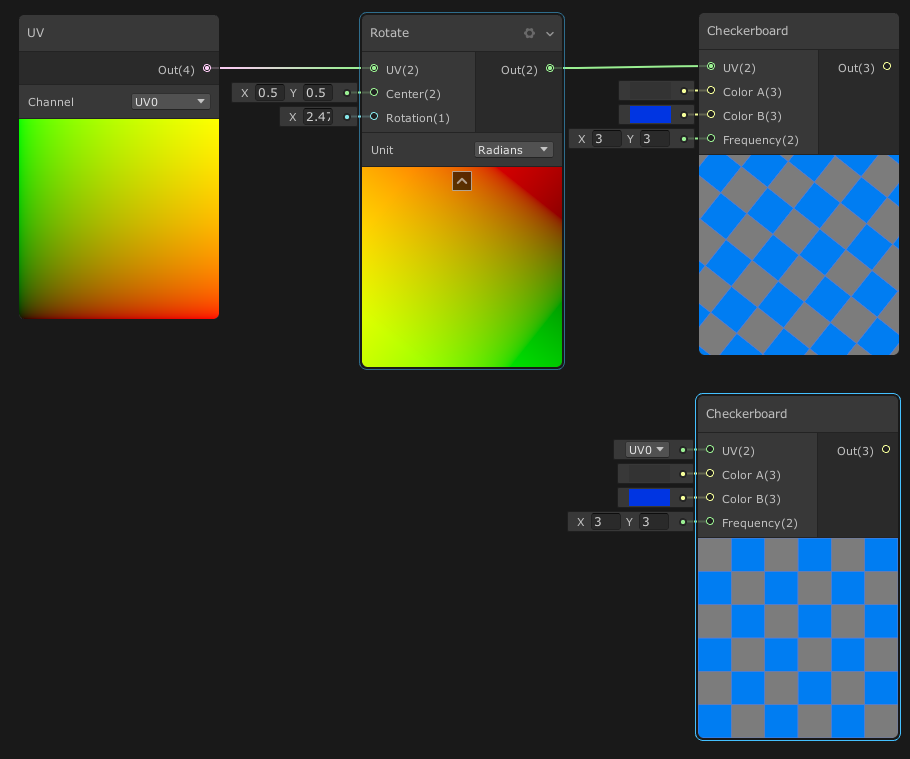 UV
Out(4)
Channel
UV0
Rotate
UV(2)
Out(2)
X 0.5 Y 0.5
Center(2)
X 2.47
Rotation(1)
Unit
Radians
Checkerboard
UV(2)
Out(3)
Color A(3)
Color B(3)
X 3 Y 3
Frequency(2)
Checkerboard
UV0
UV(2)
Out(3)
Color A(3)
Color B(3)
X 3 Y 3
Frequency(2)